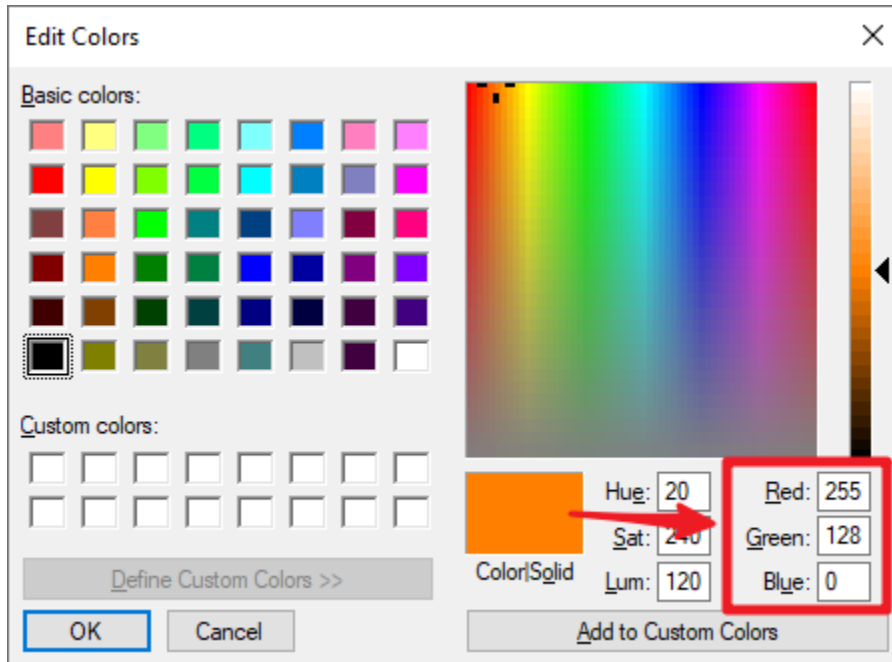 Edit Colors
Basic colors:
Custom colors:
Define Custom Colors >>
OK
Cancel
Color|Solid
Hue: 20
Sat: 240
Lum: 120
Red: 255
Green: 128
Blue: 0
Add to Custom Colors